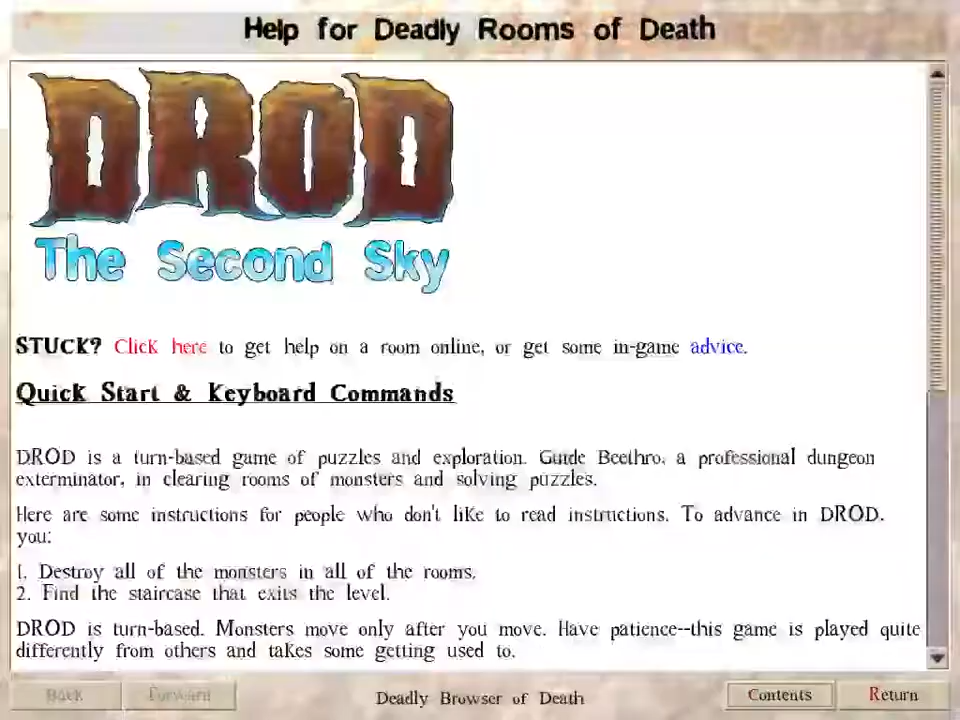 Help for Deadly Rooms of Death
DROD
The Second Sky
STUCK? Click here to get help on a room online, or get some in-game advice.
Quick Start & Keyboard Commands
DROD is a turn-based game of puzzles and exploration. Guide Beethro, a professional dungeon
exterminator, in clearing rooms of monsters and solving puzzles.
Here are some instructions for people who don't like to read instructions. To advance in DROD,
you:
1. Destroy all of the monsters in all of the rooms.
2. Find the staircase that exits the level.
DROD is turn-based. Monsters move only after you move. Have patience--this game is played quite
differently from others and takes some getting used to.
Back Forward Deadly Browser of Death Contents Return